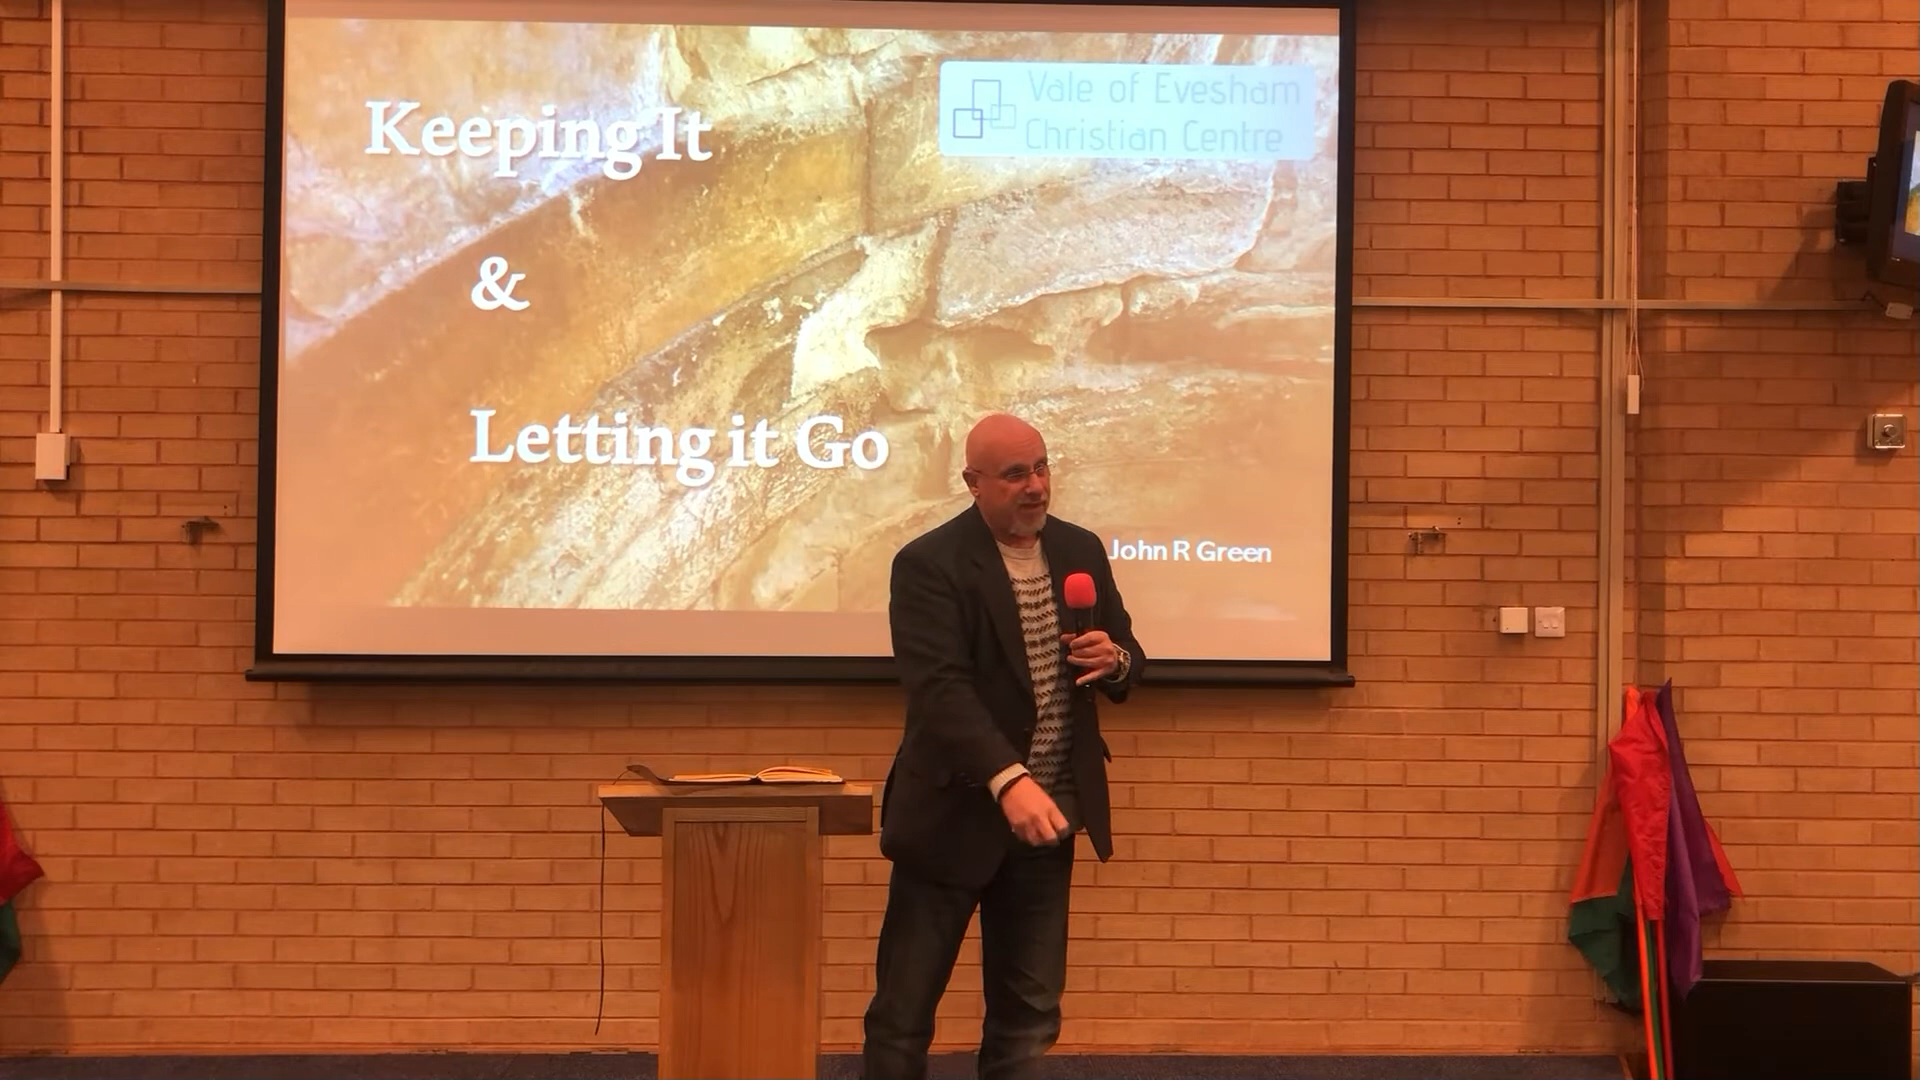 Keeping It
Vale of Evesham
Christian Centre
&
Letting it Go
John R Green